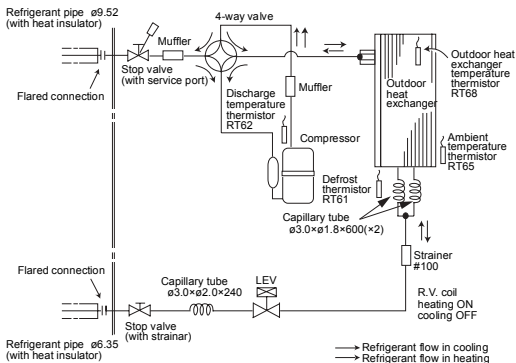 Refrigerant pipe ø9.52
(with heat insulator)
4-way valve
Muffler
Stop valve
(with service port)
Flared connection
Discharge
temperature
thermistor
RT62
Muffler
Compressor
Outdoor
heat
exchanger
Outdoor heat
exchanger
temperature
thermistor
RT68
Ambient
temperature
thermistor
RT65
Defrost
thermistor
RT61
Capillary tube
ø3.0×ø1.8×600(×2)
Strainer
#100
Flared connection
Capillary tube
ø3.0×ø2.0×240
LEV
R.V. coil
heating ON
cooling OFF
Stop valve
(with strainar)
Refrigerant pipe ø6.35
(with heat insulator)
Refrigerant flow in cooling
Refrigerant flow in heating